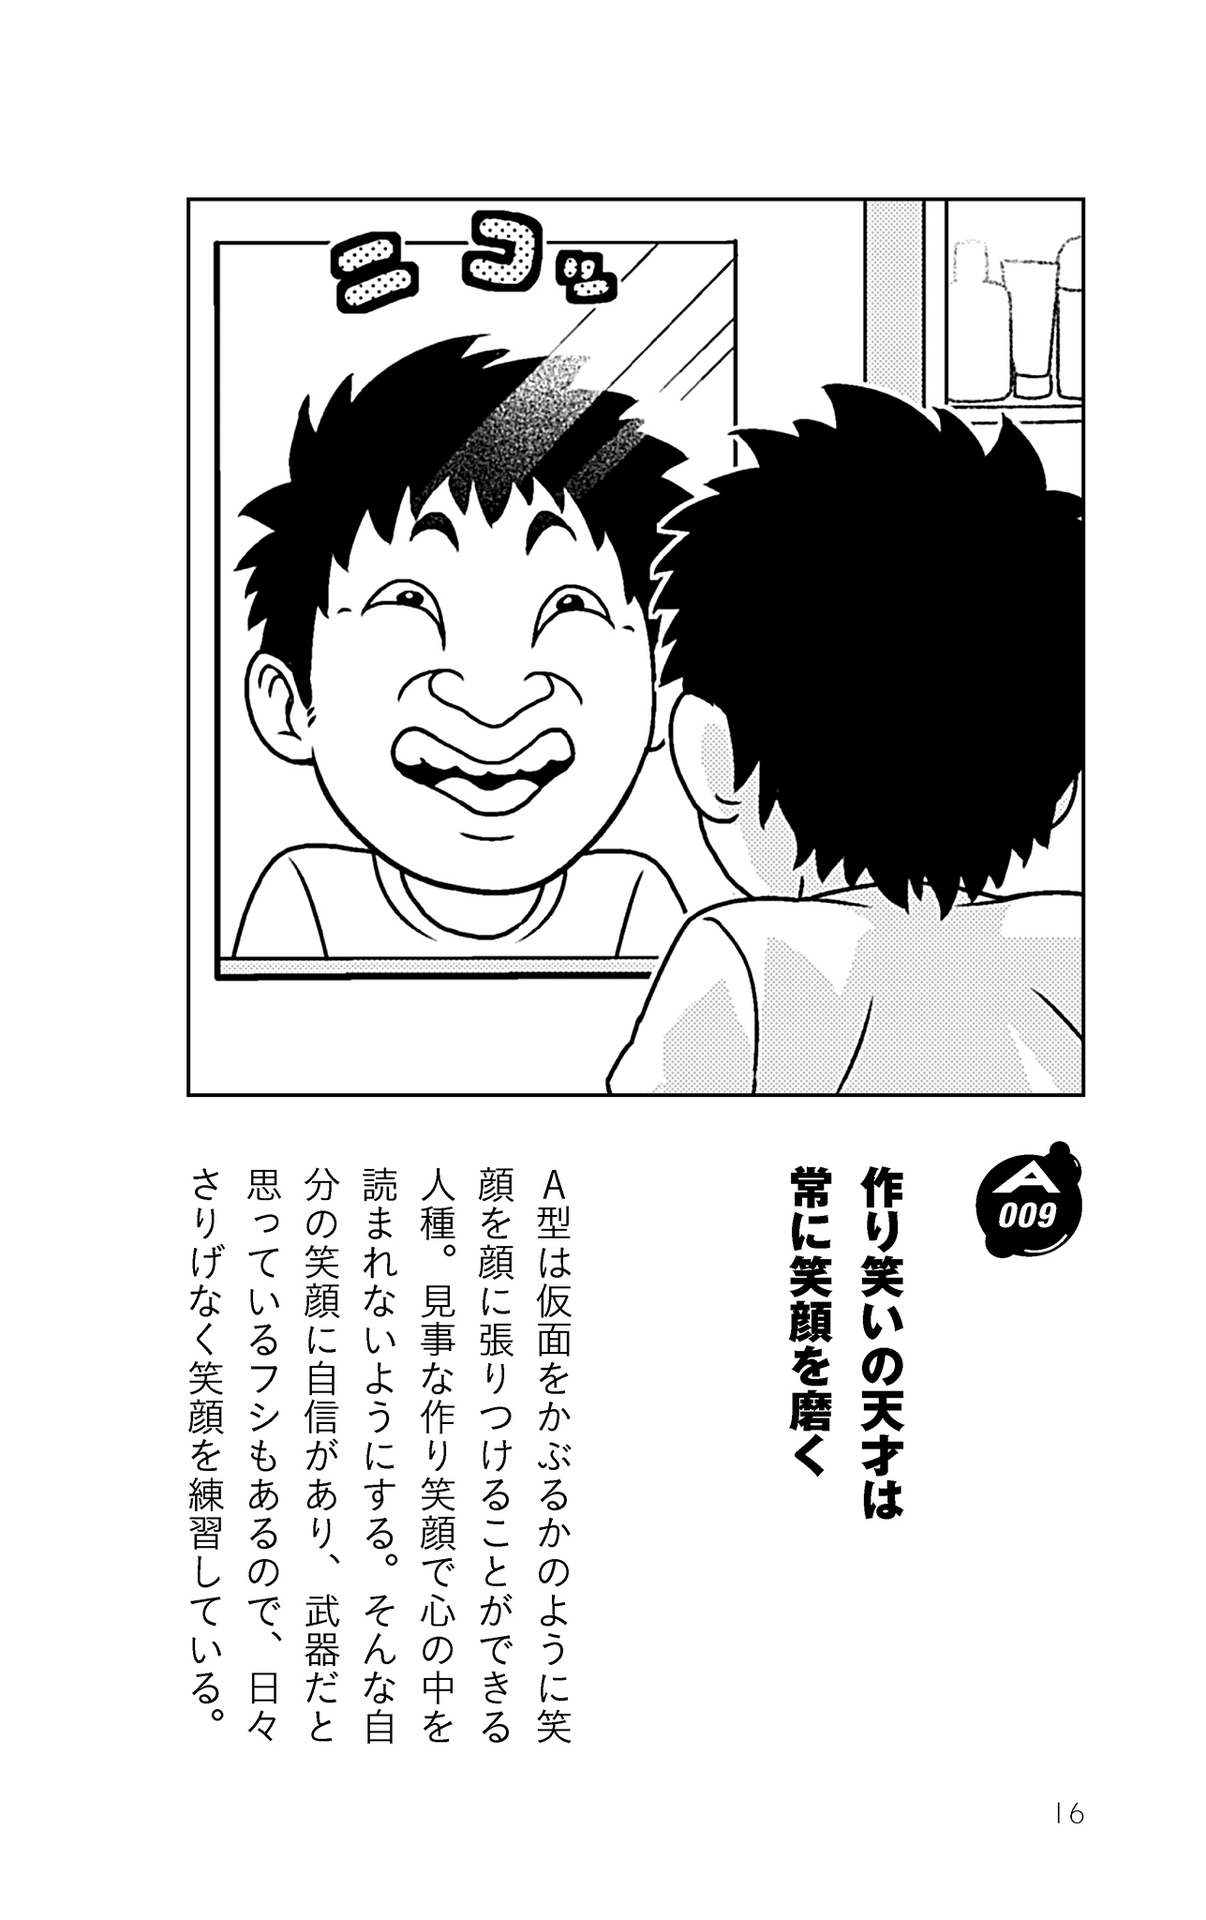 ニコッ
A
009
作り笑いの天才は
常に笑顔を磨く
A型は仮面をかぶるかのように笑
顔を顔に張りつけることができる
人種。見事な作り笑顔で心の中を
読まれないようにする。そんな自
分の笑顔に自信があり、武器だと
思っているフシもあるので、日々
さりげなく笑顔を練習している。
16